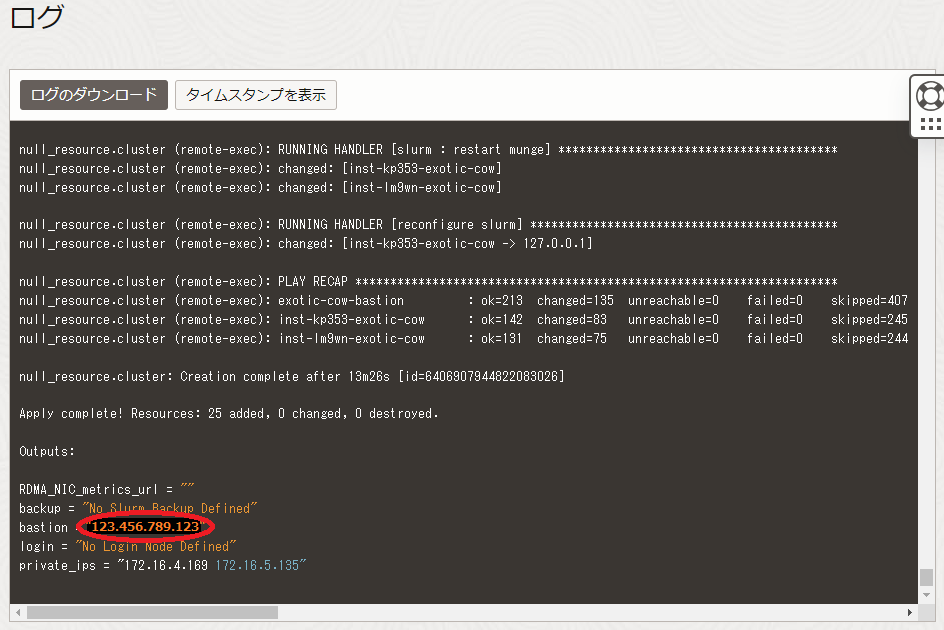 ログ
ログのダウンロード
タイムスタンプを表示
null_resource.cluster (remote-exec): RUNNING HANDLER [slurm : restart munge] ****************************************
null_resource.cluster (remote-exec): changed: [inst-kp353-exotic-cow]
null_resource.cluster (remote-exec): changed: [inst-lm9wn-exotic-cow]
null_resource.cluster (remote-exec): RUNNING HANDLER [reconfigure slurm] ********************************************
null_resource.cluster (remote-exec): changed: [inst-kp353-exotic-cow -> 127.0.0.1]
null_resource.cluster (remote-exec): PLAY RECAP *********************************************************************
null_resource.cluster (remote-exec): exotic-cow-bastion         : ok=213  changed=135  unreachable=0    failed=0    skipped=407
null_resource.cluster (remote-exec): inst-kp353-exotic-cow      : ok=142  changed=83   unreachable=0    failed=0    skipped=245
null_resource.cluster (remote-exec): inst-lm9wn-exotic-cow      : ok=131  changed=75   unreachable=0    failed=0    skipped=244
null_resource.cluster: Creation complete after 13m26s [id=6406907944822083026]
Apply complete! Resources: 25 added, 0 changed, 0 destroyed.
Outputs:
RDMA_NIC_metrics_url = ""
backup = "No Slurm Backup Defined"
bastion = "123.456.789.123"
login = "No Login Node Defined"
private_ips = "172.16.4.169 172.16.5.135"